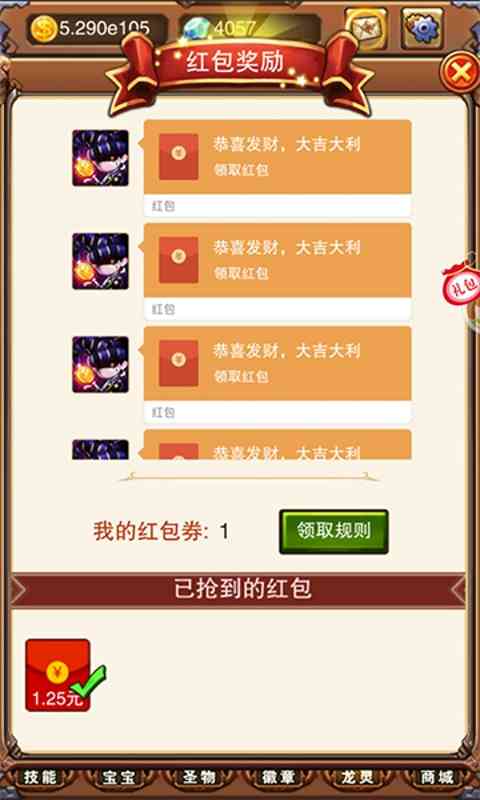 5.290e105
4057
红包奖励
恭喜发财，大吉大利
领取红包
红包
恭喜发财，大吉大利
领取红包
红包
礼包
恭喜发财，大吉大利
领取红包
红包
恭喜发财，大吉大利
我的红包券: 1
领取规则
已抢到的红包
¥
1.25元
技能
宝宝
圣物
徽章
龙灵
商城